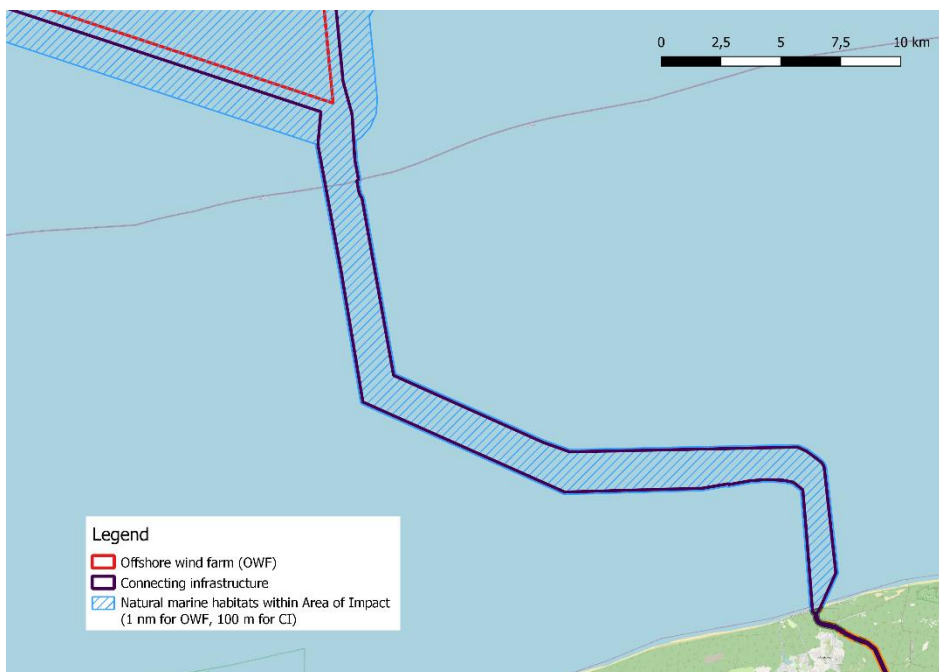 0 2,5 5 7,5 10 km
Legend
Offshore wind farm (OWF)
Connecting infrastructure
Natural marine habitats within Area of Impact
(1 nm for OWF, 100 m for CI)